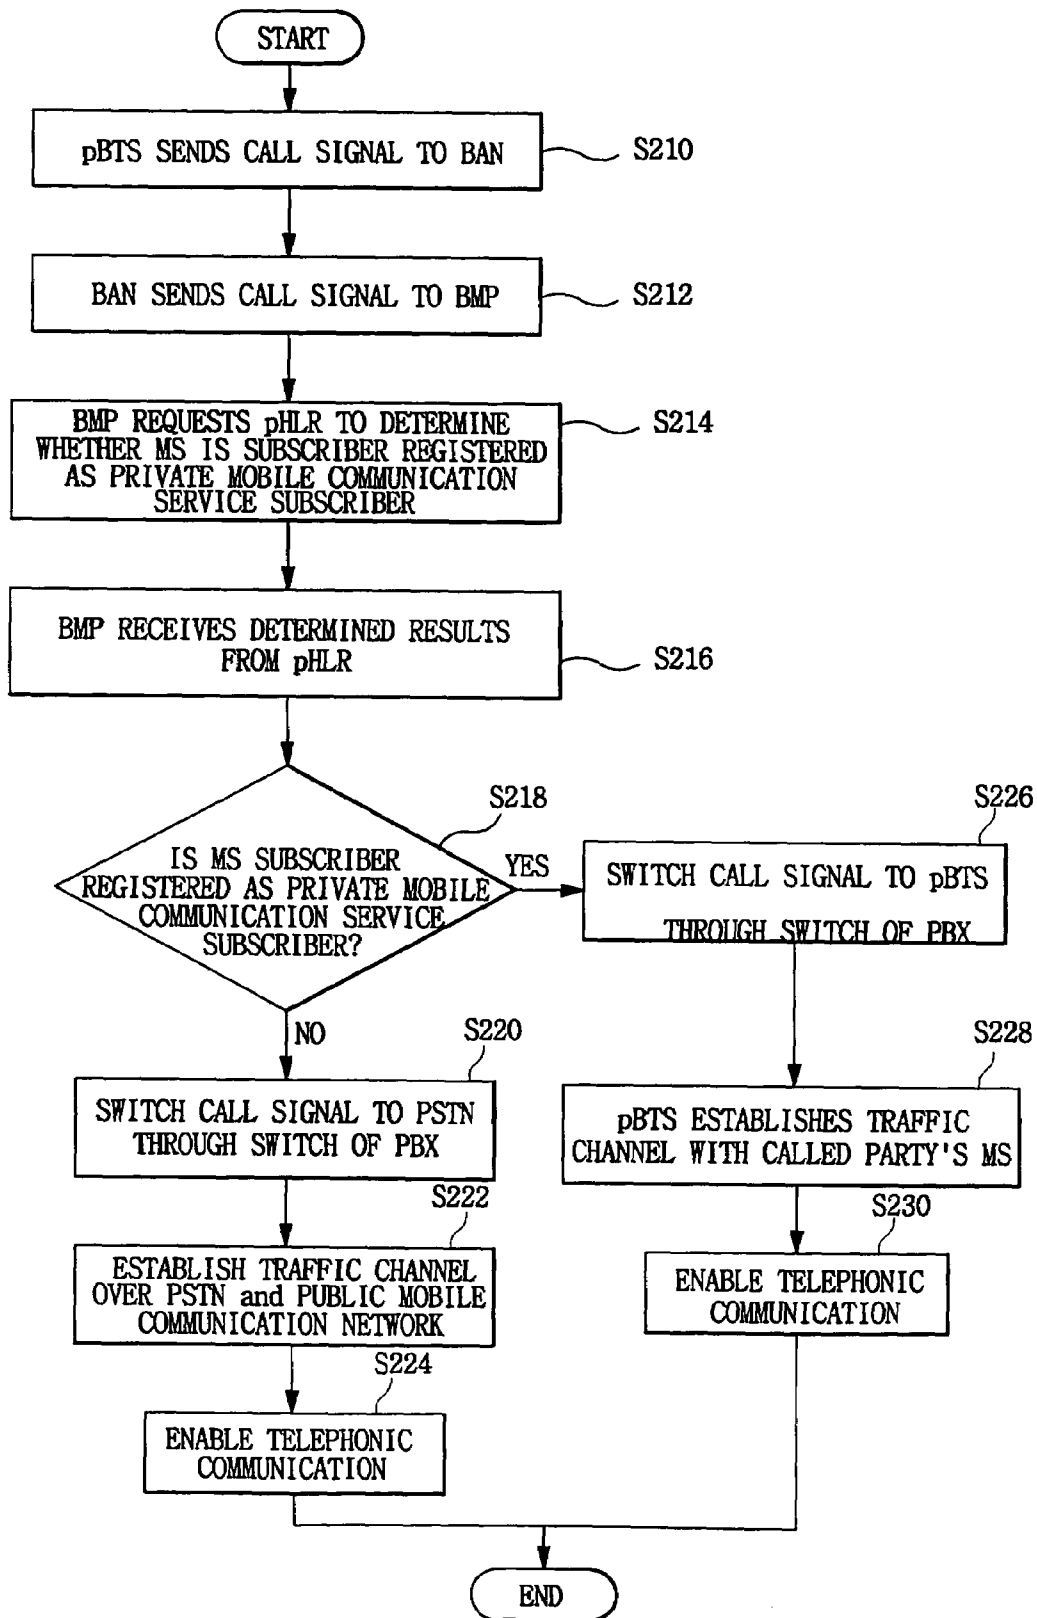 START
pBTS SENDS CALL SIGNAL TO BAN
S210
BAN SENDS CALL SIGNAL TO BMP
S212
BMP REQUESTS pHLR TO DETERMINE
WHETHER MS IS SUBSCRIBER REGISTERED
AS PRIVATE MOBILE COMMUNICATION
SERVICE SUBSCRIBER
S214
BMP RECEIVES DETERMINED RESULTS
FROM pHLR
S216
S218
IS MS SUBSCRIBER
REGISTERED AS PRIVATE MOBILE
COMMUNICATION SERVICE
SUBSCRIBER?
YES
S226
SWITCH CALL SIGNAL TO pBTS
THROUGH SWITCH OF PBX
NO
S220
SWITCH CALL SIGNAL TO PSTN
THROUGH SWITCH OF PBX
S228
pBTS ESTABLISHES TRAFFIC
CHANNEL WITH CALLED PARTY'S MS
S222
ESTABLISH TRAFFIC CHANNEL
OVER PSTN and PUBLIC MOBILE
COMMUNICATION NETWORK
S230
ENABLE TELEPHONIC
COMMUNICATION
S224
ENABLE TELEPHONIC
COMMUNICATION
END